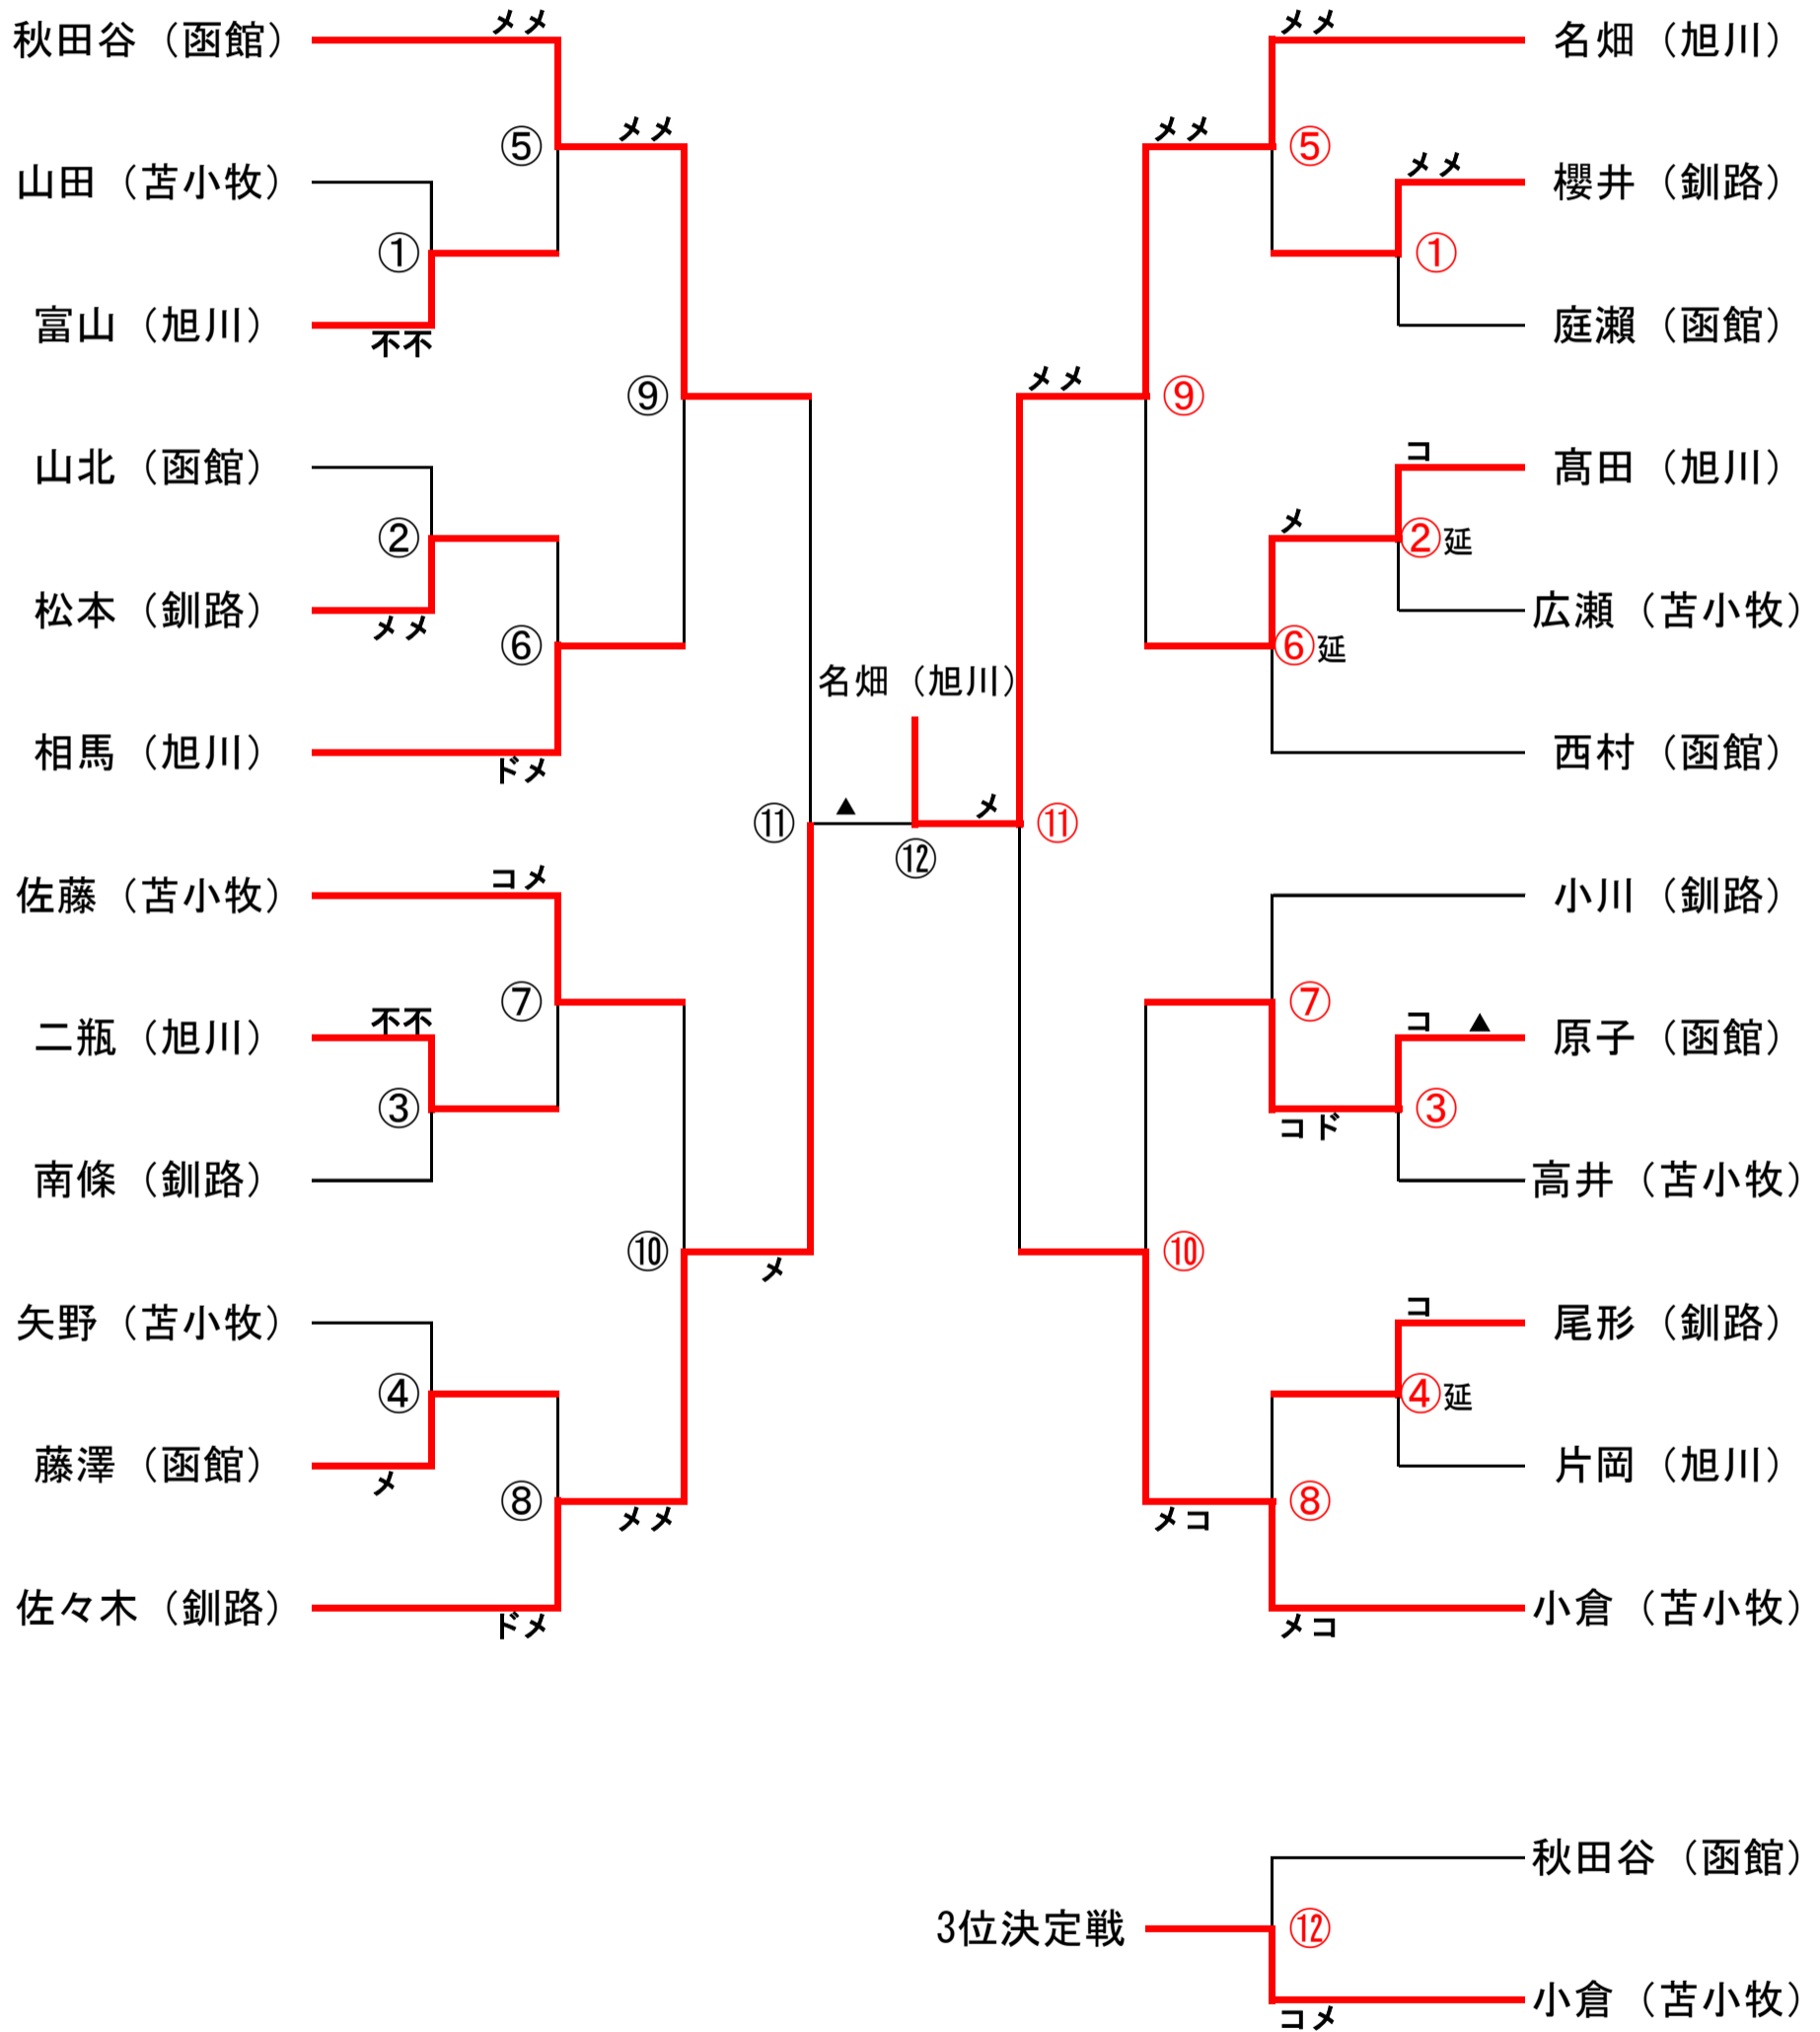 メメ
メメ
秋田谷（函館）
名畑（旭川）
メメ
メメ
⑤
⑤
メメ
山田（苫小牧）
櫻井（釧路）
①
①
富山（旭川）
庭瀬（函館）
不不
メメ
⑨
⑨
コ
山北（函館）
髙田（旭川）
メ
②
②延
松本（釧路）
広瀬（苫小牧）
メメ
⑥
⑥延
名畑（旭川）
相馬（旭川）
西村（函館）
ドメ
⑪
▲
メ
⑪
⑫
コメ
佐藤（苫小牧）
小川（釧路）
⑦
⑦
不不
コ ▲
二瓶（旭川）
原子（函館）
③
③
コド
南條（釧路）
高井（苫小牧）
⑩
⑩
メ
コ
矢野（苫小牧）
尾形（釧路）
④
④延
藤澤（函館）
片岡（旭川）
メ
⑧
⑧
メメ
メコ
佐々木（釧路）
小倉（苫小牧）
ドメ
メコ
秋田谷（函館）
3位決定戦
⑫
小倉（苫小牧）
コメ